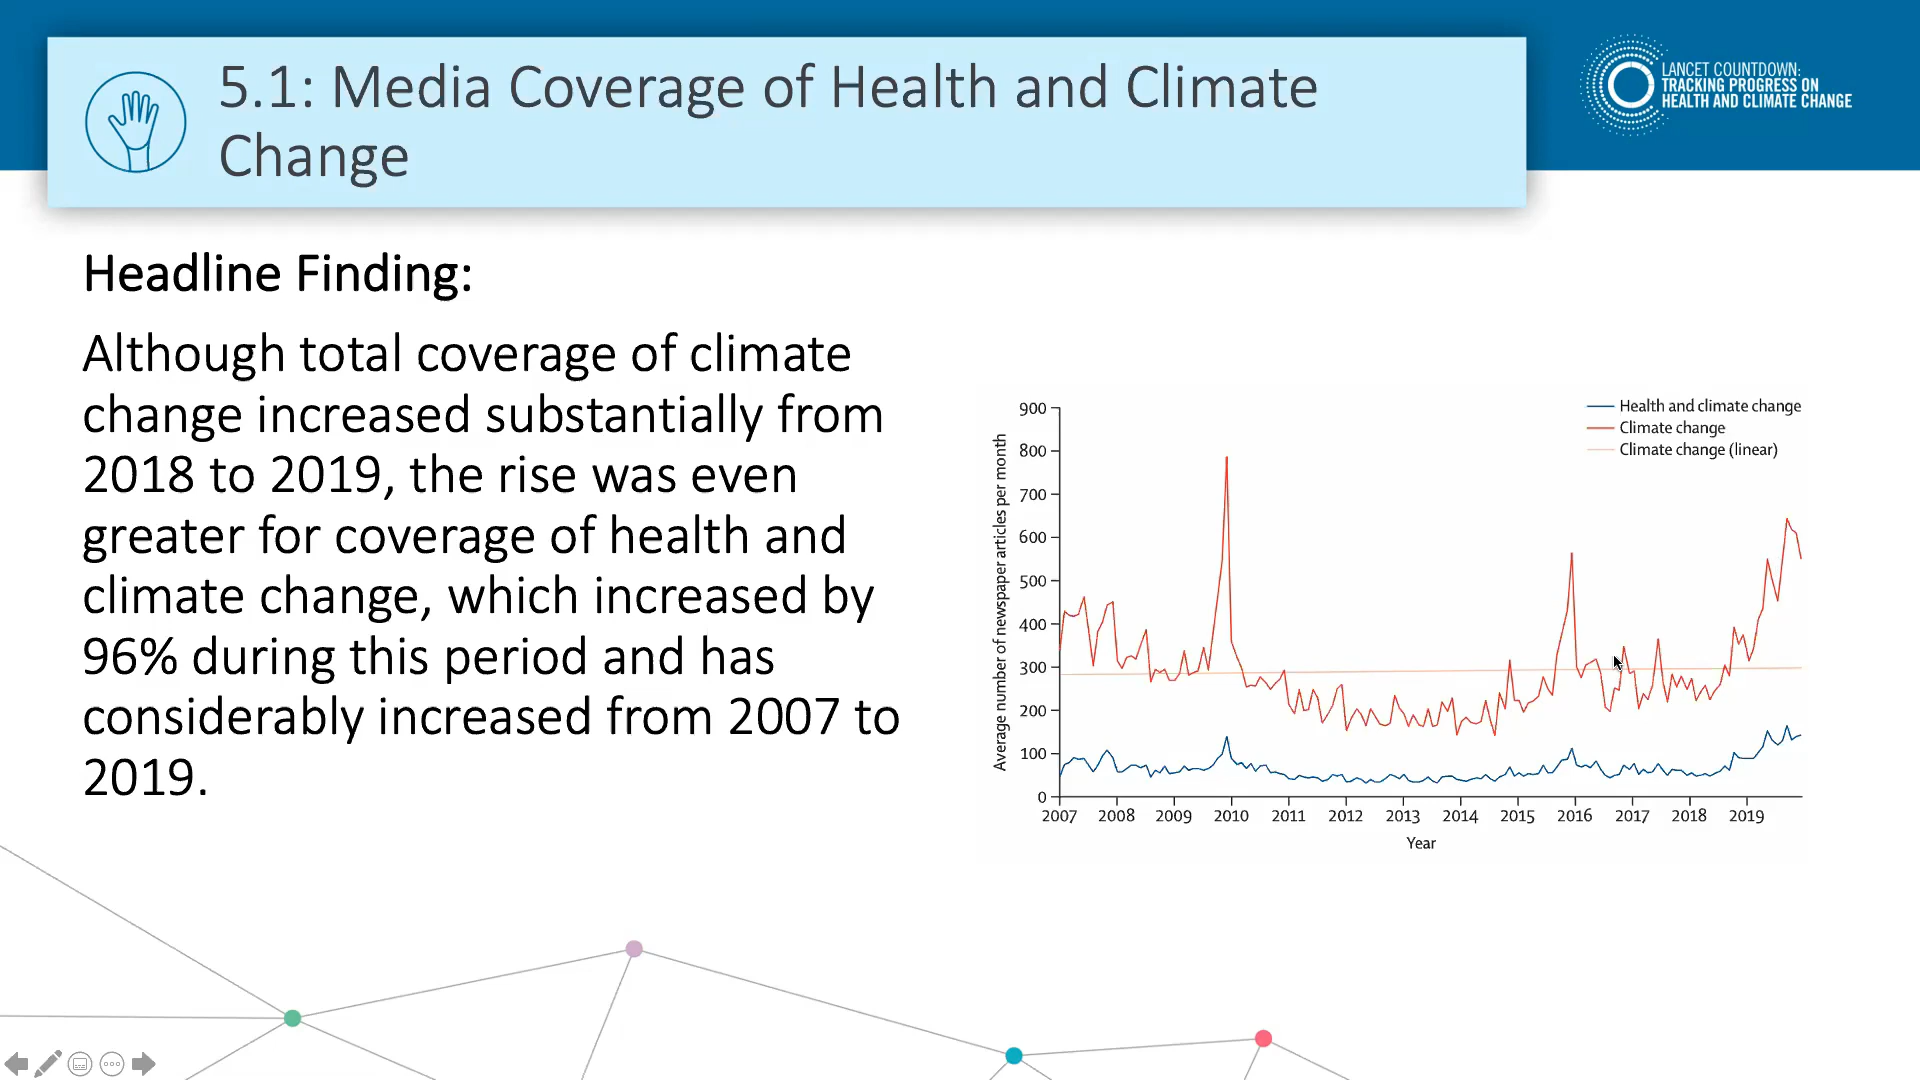 5.1: Media Coverage of Health and Climate
Change
LANCET COUNTDOWN:
TRACKING PROGRESS ON
HEALTH AND CLIMATE CHANGE
Headline Finding:
Although total coverage of climate
change increased substantially from
2018 to 2019, the rise was even
greater for coverage of health and
climate change, which increased by
96% during this period and has
considerably increased from 2007 to
2019.
Health and climate change
Climate change
Climate change (linear)
Average number of newspaper articles per month
900
800
700
600
500
400
300
200
100
0
2007 2008 2009 2010 2011 2012 2013 2014 2015 2016 2017 2018 2019
Year